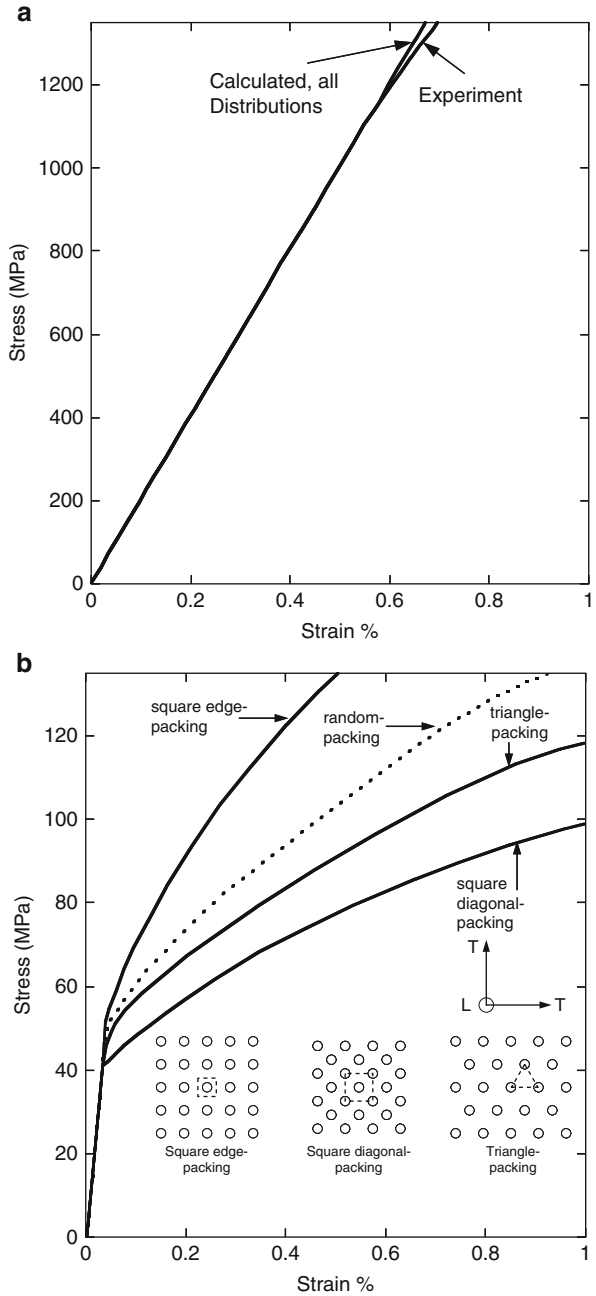 a
1200
1000
800
600
400
200
0
Stress (MPa)
Calculated, all
Distributions
Experiment
0
0.2
0.4
0.6
0.8
1
Strain %
b
120
100
80
60
40
20
0
Stress (MPa)
square edge-
packing
random-
packing
triangle-
packing
square
diagonal-
packing
T
L
T
Square edge-
packing
Square diagonal-
packing
Triangle-
packing
0
0.2
0.4
0.6
0.8
1
Strain %